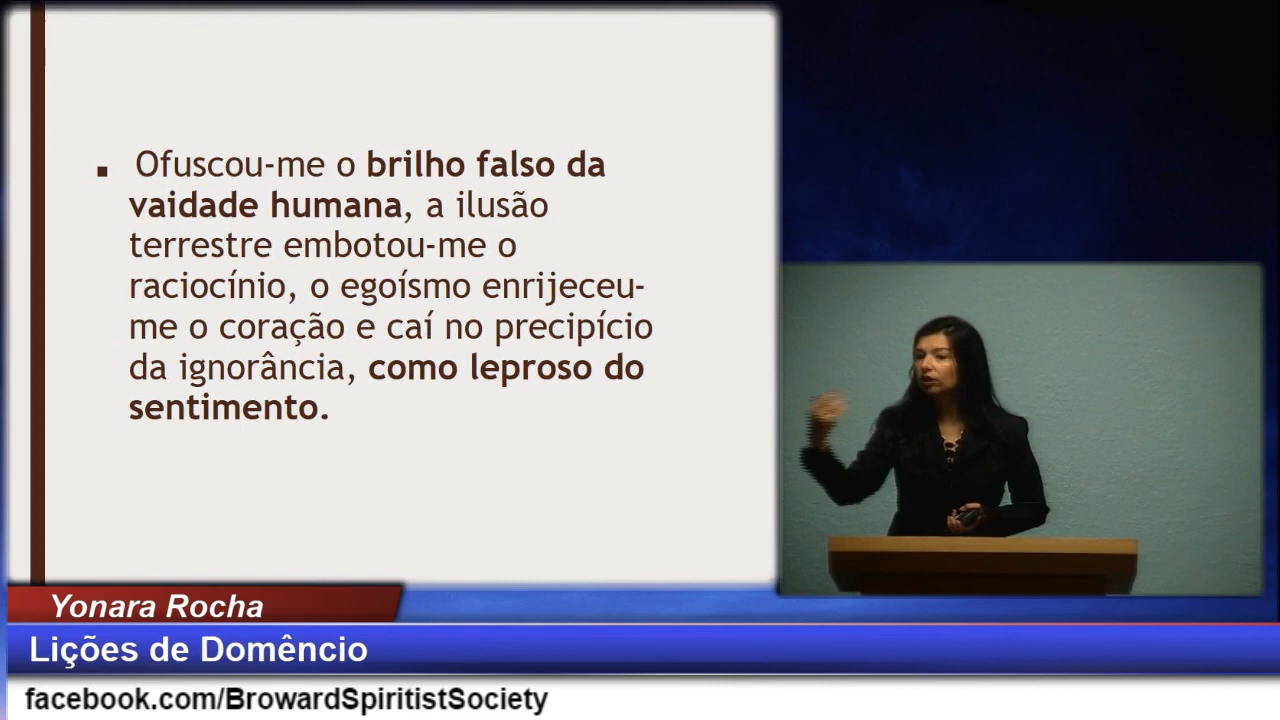 Ofuscou-me o brilho falso da
vaidade humana, a ilusão
terrestre embotou-me o
raciocínio, o egoísmo enrijeceu-
me o coração e caí no precipício
da ignorância, como leproso do
sentimento.
Yonara Rocha
Lições de Domêncio
facebook.com/BrowardSpiritistSociety